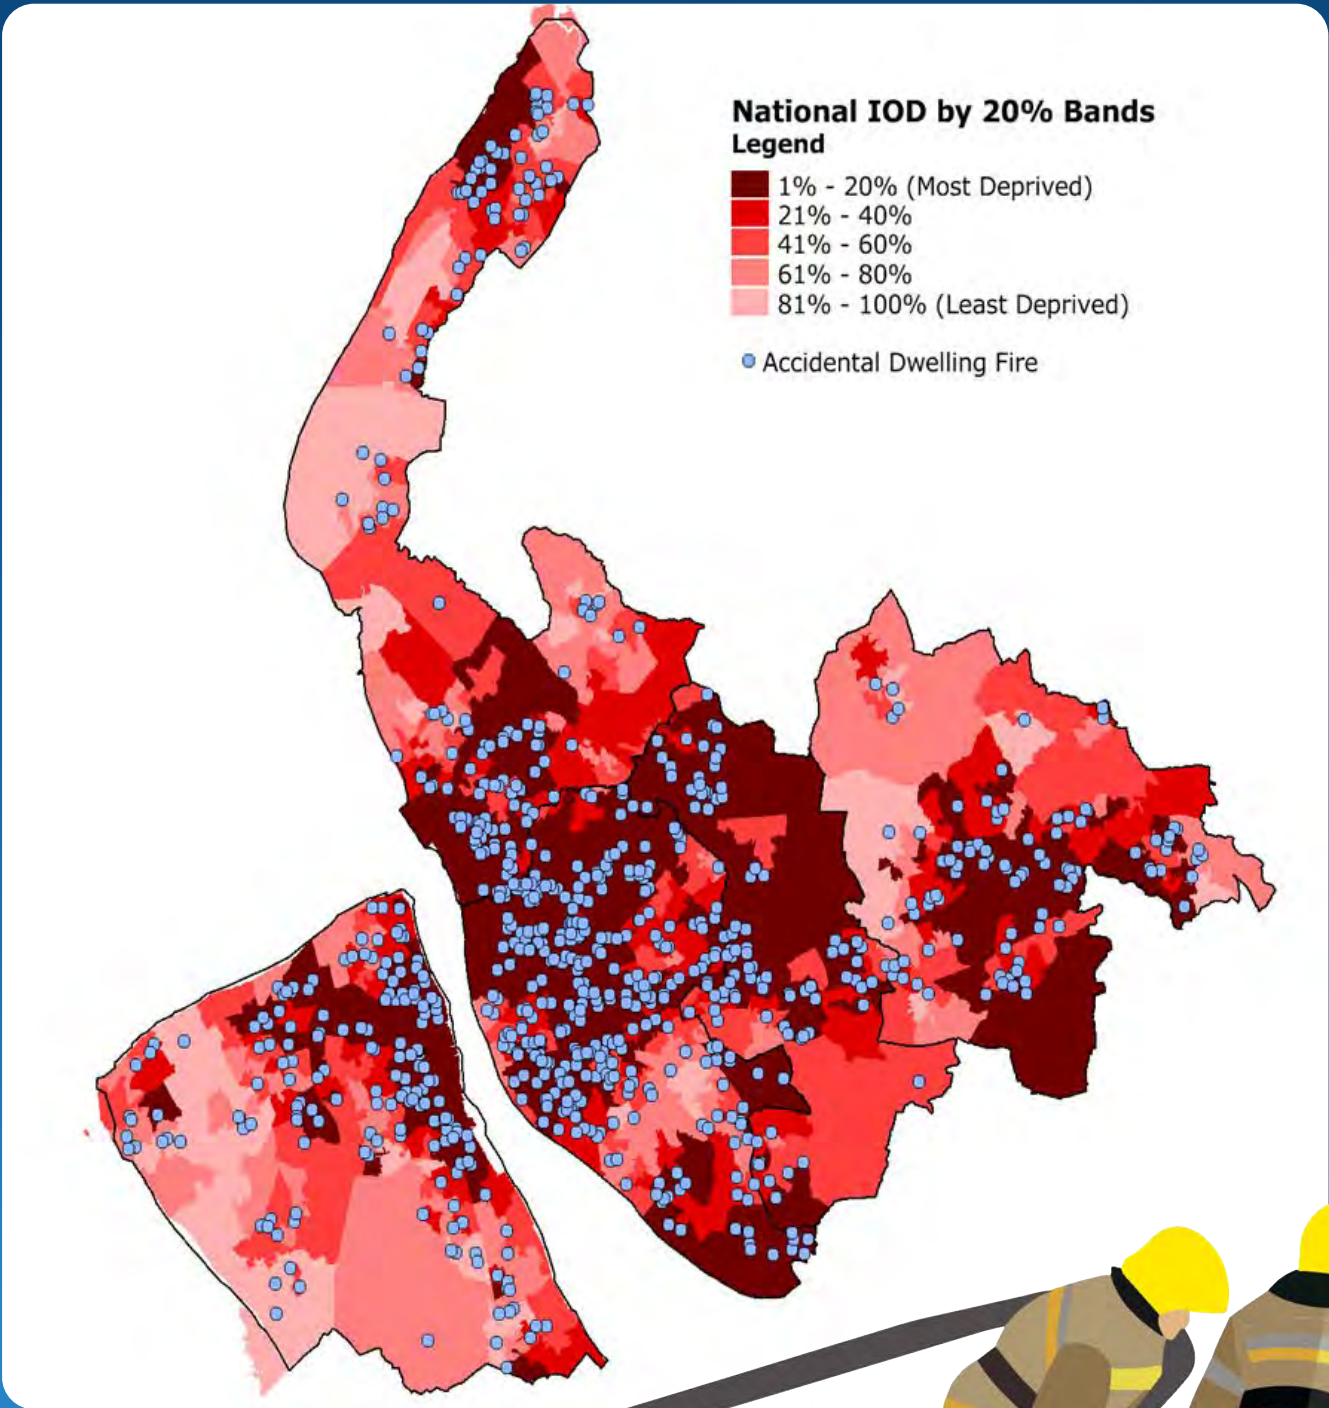 National IOD by 20% Bands
Legend
1% - 20% (Most Deprived)
21% - 40%
41% - 60%
61% - 80%
81% - 100% (Least Deprived)
Accidental Dwelling Fire